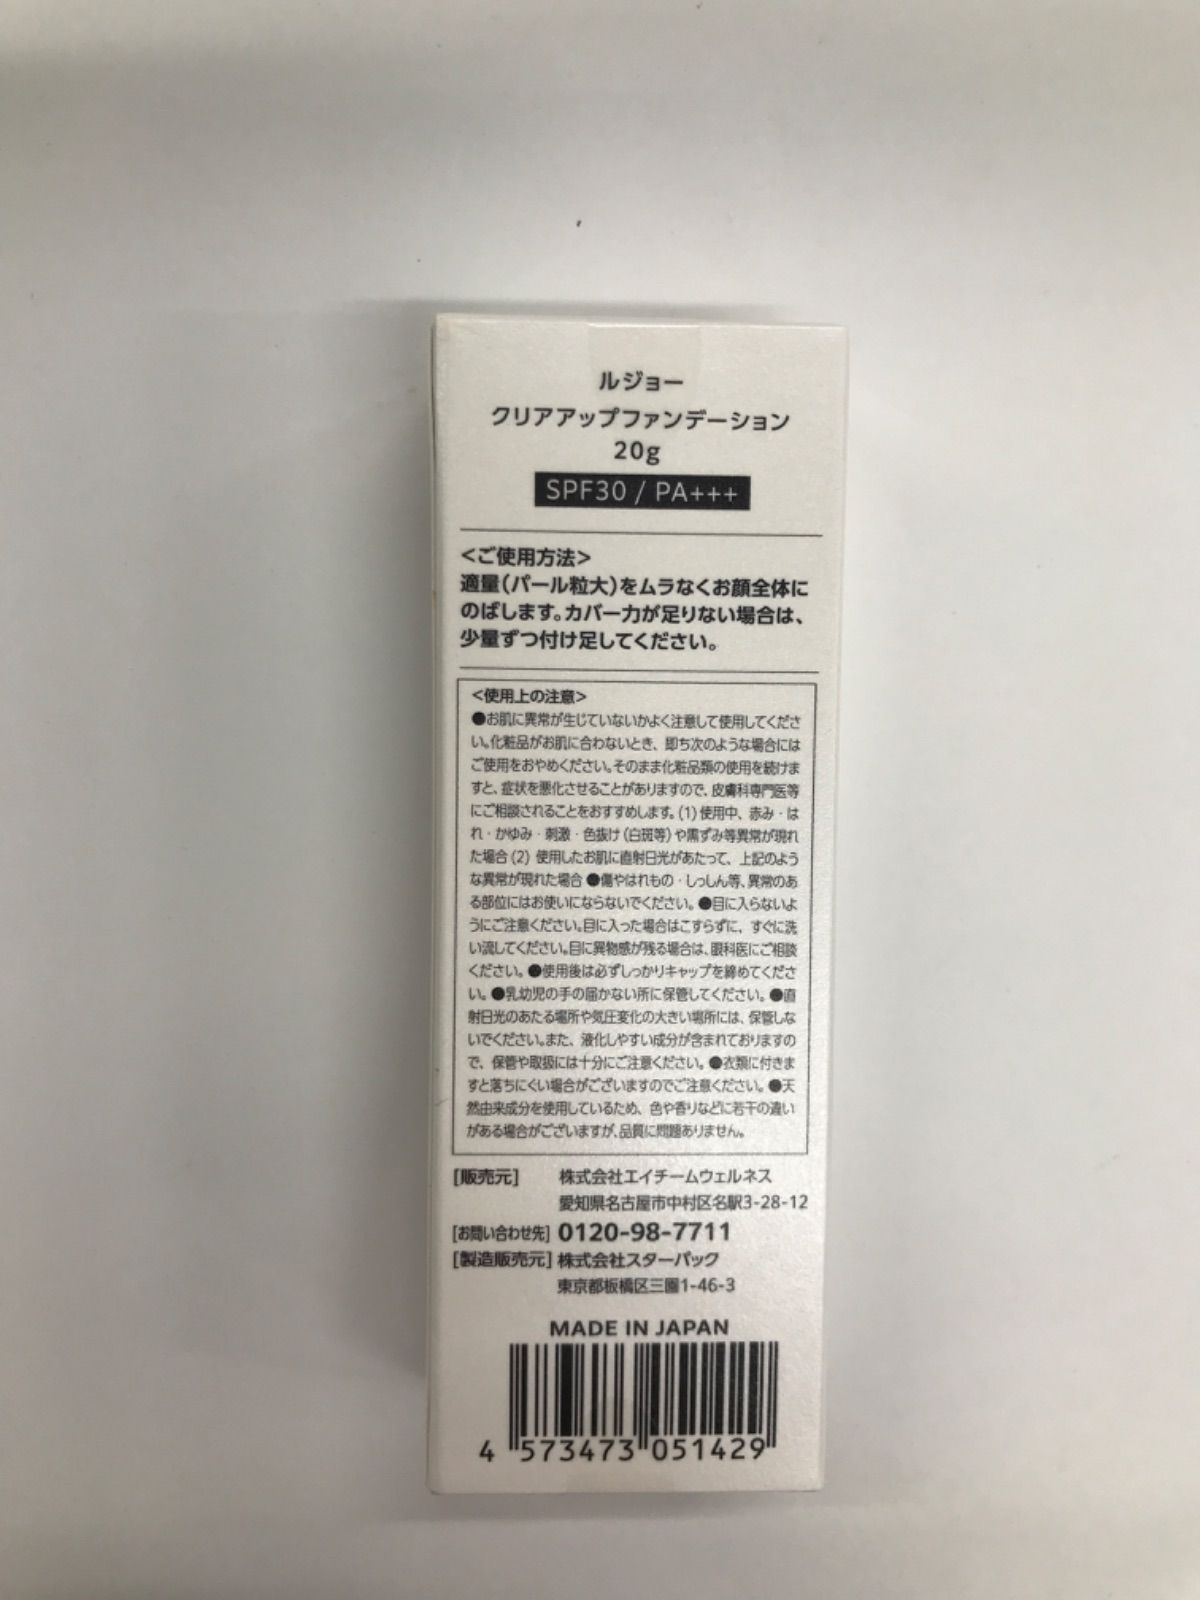 ルジョー
クリアアップファンデーション
20g
SPF30 / PA+++
<ご使用方法>
適量(パール粒大)をムラなくお顔全体に
のばします。カバー力が足りない場合は、
少量ずつ付け足してください。
<使用上の注意>
●お肌に異常が生じていないかよく注意して使用してくださ
い。化粧品がお肌に合わないとき、即ち次のような場合には
ご使用をおやめください。そのまま化粧品類の使用を続けま
すと、症状を悪化させることがありますので、皮膚科専門医等
にご相談されることをおすすめします。(1) 使用中、赤み・は
れ・かゆみ・刺激・色抜け (白斑等) や黒ずみ等異常が現れ
た場合 (2) 使用したお肌に直射日光があたって、上記のよう
な異常が現れた場合 ●傷やはれもの・しっしん等、異常のあ
る部位にはお使いにならないでください。●目に入らないよ
うにご注意ください。目に入った場合はこすらずに、すぐに洗
い流してください。目に異物感が残る場合は、眼科医にご相談
ください。●使用後は必ずしっかりキャップを締めてくださ
い。●乳幼児の手の届かない所に保管してください。●直
射日光のあたる場所や気圧変化の大きい場所には、保管しな
いでください。また、液化しやすい成分が含まれておりますの
で、保管や取扱には十分にご注意ください。●衣類に付きま
すと落ちにくい場合がございますのでご注意ください。●天
然由来成分を使用しているため、色や香りなどに若干の違い
がある場合がございますが、品質に問題ありません。
[販売元] 株式会社エイチームウェルネス
愛知県名古屋市中村区名駅3-28-12
[お問い合わせ先] 0120-98-7711
[製造販売元] 株式会社スターパック
東京都板橋区三園1-46-3
MADE IN JAPAN
4 573473 051429